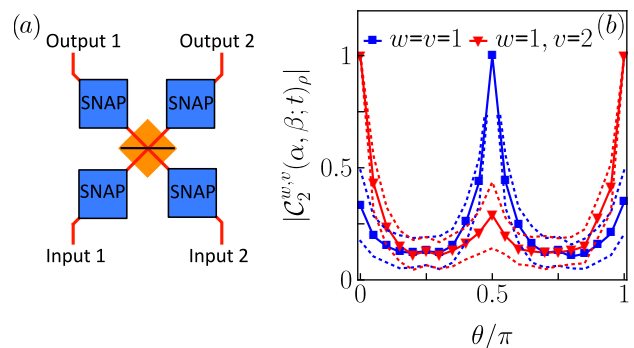 (a)
Output 1 Output 2
SNAP SNAP
SNAP SNAP
Input 1 Input 2
(b)
w=v=1 w=1, v=2
|𝒞₂^{w,v}(α, β; t)_ρ|
1
0.5
0
0 0.5 1
θ/π